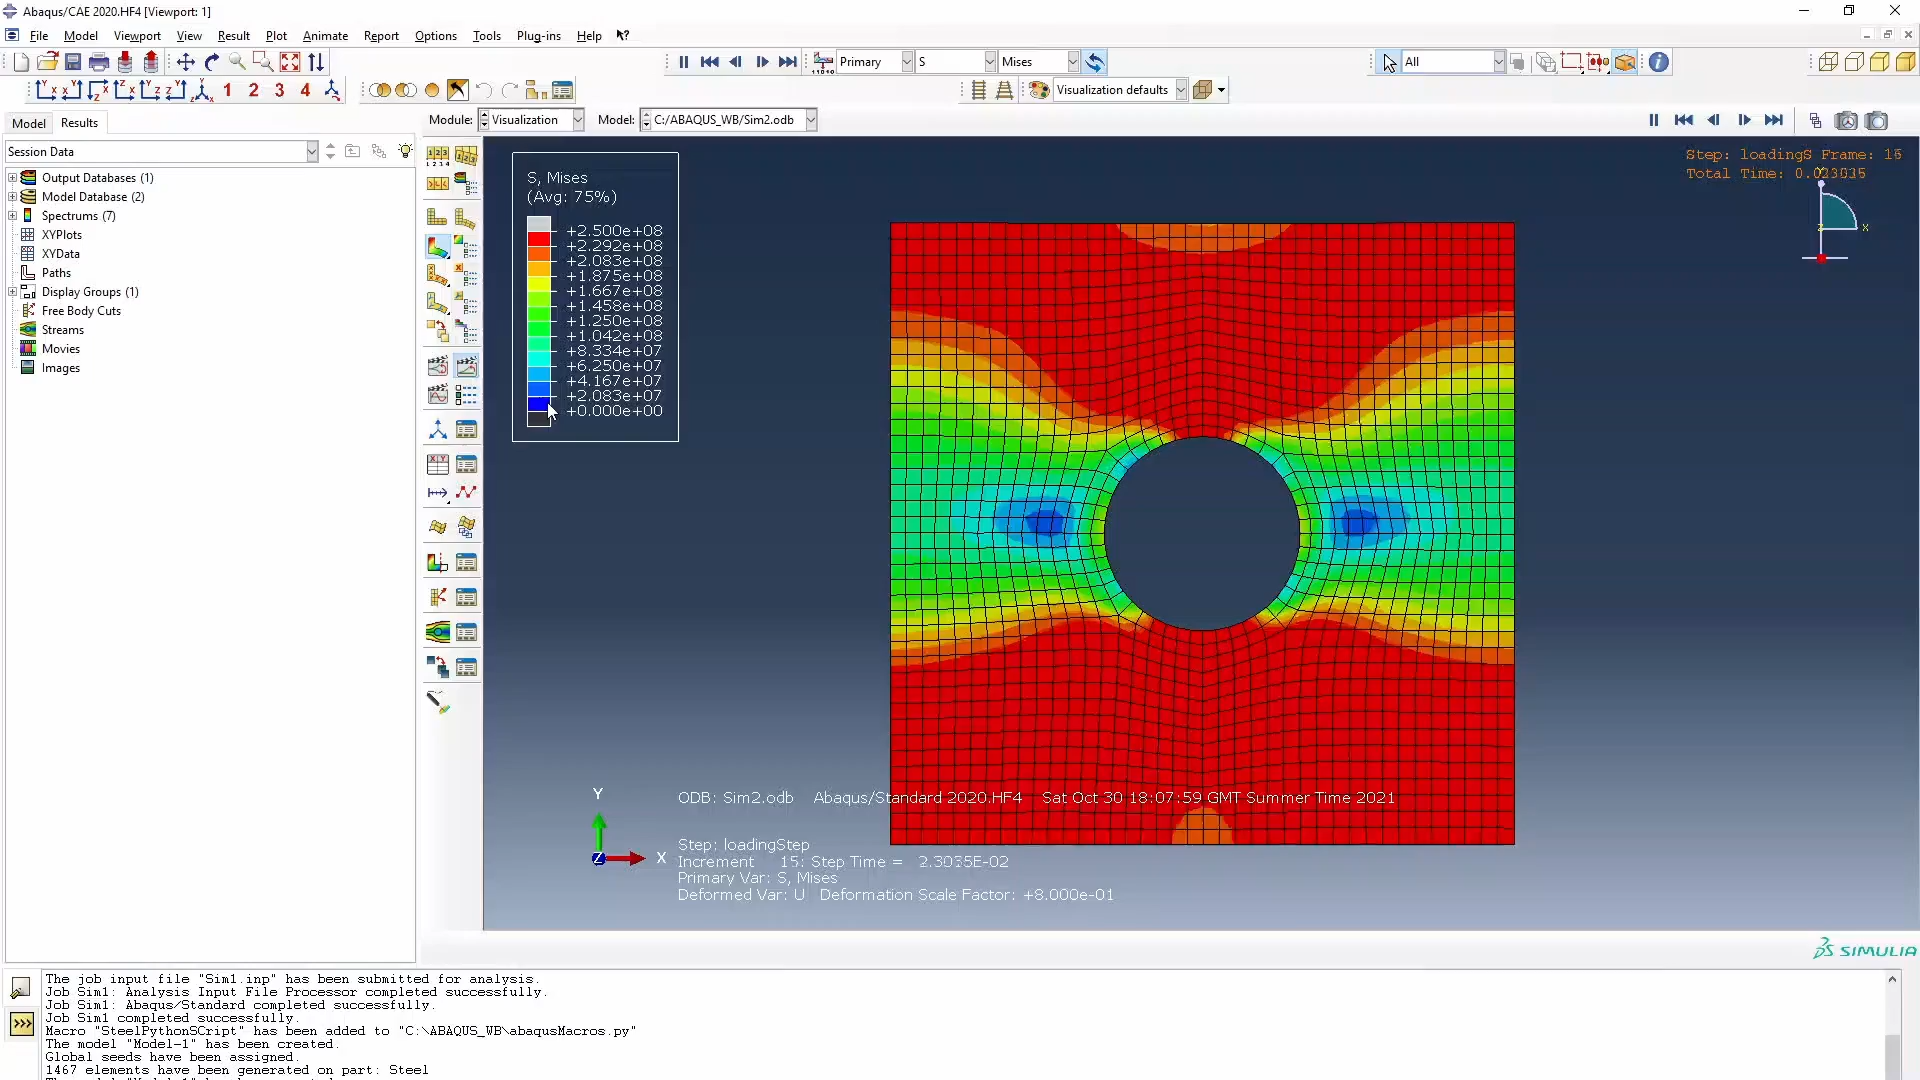 Abaqus/CAE 2020.HF4 [Viewport: 1]
File Model Viewport View Result Plot Animate Report Options Tools Plug-ins Help
Primary S Mises All
1 2 3 4 Visualization defaults
Module: Visualization Model: C:/ABAQUS_WB/Sim2.odb
Model Results
Session Data
Output Databases (1)
Model Database (2)
Spectrums (7)
XYPlots
XYData
Paths
Display Groups (1)
Free Body Cuts
Streams
Movies
Images
S, Mises
(Avg: 75%)
+2.500e+08
+2.292e+08
+2.083e+08
+1.875e+08
+1.667e+08
+1.458e+08
+1.250e+08
+1.042e+08
+8.334e+07
+6.250e+07
+4.167e+07
+2.083e+07
+0.000e+00
Step: loadingS Frame: 15
Total Time: 0.023035
Y
X
Z
Y
X
Z
ODB: Sim2.odb Abaqus/Standard 2020.HF4 Sat Oct 30 18:07:59 GMT Summer Time 2021
Step: loadingStep
Increment 15: Step Time = 2.3035E-02
Primary Var: S, Mises
Deformed Var: U Deformation Scale Factor: +8.000e-01
SIMULIA
The job input file "Sim1.inp" has been submitted for analysis.
Job Sim1: Analysis Input File Processor completed successfully.
Job Sim1: Abaqus/Standard completed successfully.
Job Sim1 completed successfully.
Macro "SteelPythonSCript" has been added to "C:\ABAQUS_WB\abaqusMacros.py"
The model "Model-1" has been created.
Global seeds have been assigned.
1467 elements have been generated on part: Steel